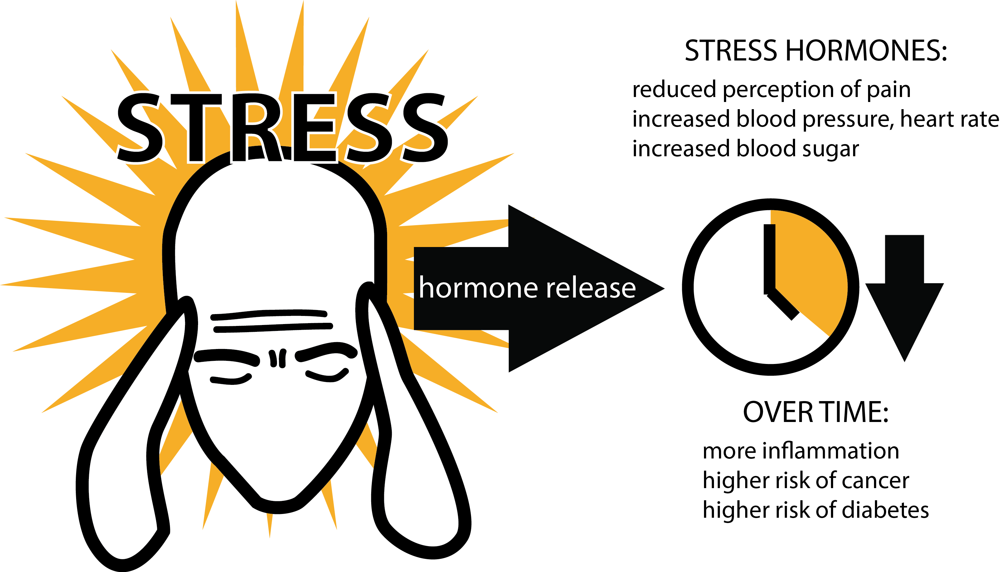 STRESS
hormone release
STRESS HORMONES:
reduced perception of pain
increased blood pressure, heart rate
increased blood sugar
OVER TIME:
more inflammation
higher risk of cancer
higher risk of diabetes